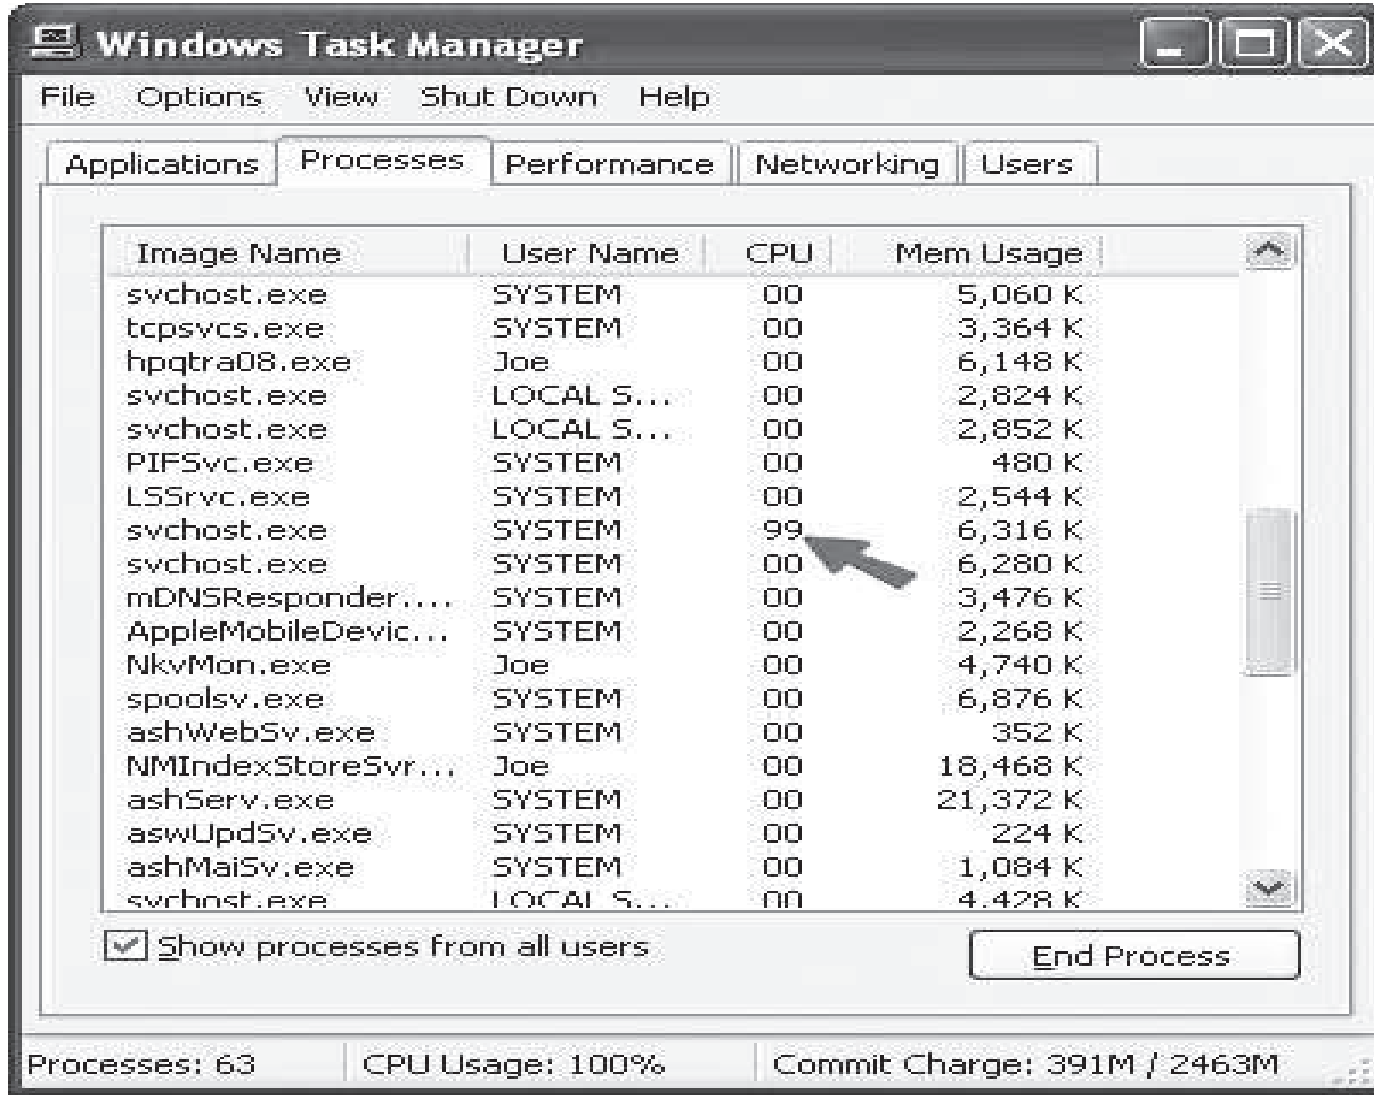 Windows Task Manager
File Options View Shut Down Help
Applications Processes Performance Networking Users
Image Name User Name CPU Mem Usage
svchost.exe SYSTEM 00 5,060 K
tcpsvcs.exe SYSTEM 00 3,364 K
hpqtra08.exe Joe 00 6,148 K
svchost.exe LOCAL S... 00 2,824 K
svchost.exe LOCAL S... 00 2,852 K
PIFSvc.exe SYSTEM 00 480 K
LSSrvc.exe SYSTEM 00 2,544 K
svchost.exe SYSTEM 99 6,316 K
svchost.exe SYSTEM 00 6,280 K
mDNSResponder.... SYSTEM 00 3,476 K
AppleMobileDevic... SYSTEM 00 2,268 K
NkvMon.exe Joe 00 4,740 K
spoolsv.exe SYSTEM 00 6,876 K
ashWebSv.exe SYSTEM 00 352 K
NMIndexStoreSvr... Joe 00 18,468 K
ashServ.exe SYSTEM 00 21,372 K
aswUpdSv.exe SYSTEM 00 224 K
ashMaiSv.exe SYSTEM 00 1,084 K
svchost.exe LOCAL S... 00 4,428 K
Show processes from all users
End Process
Processes: 63 CPU Usage: 100% Commit Charge: 391M / 2463M